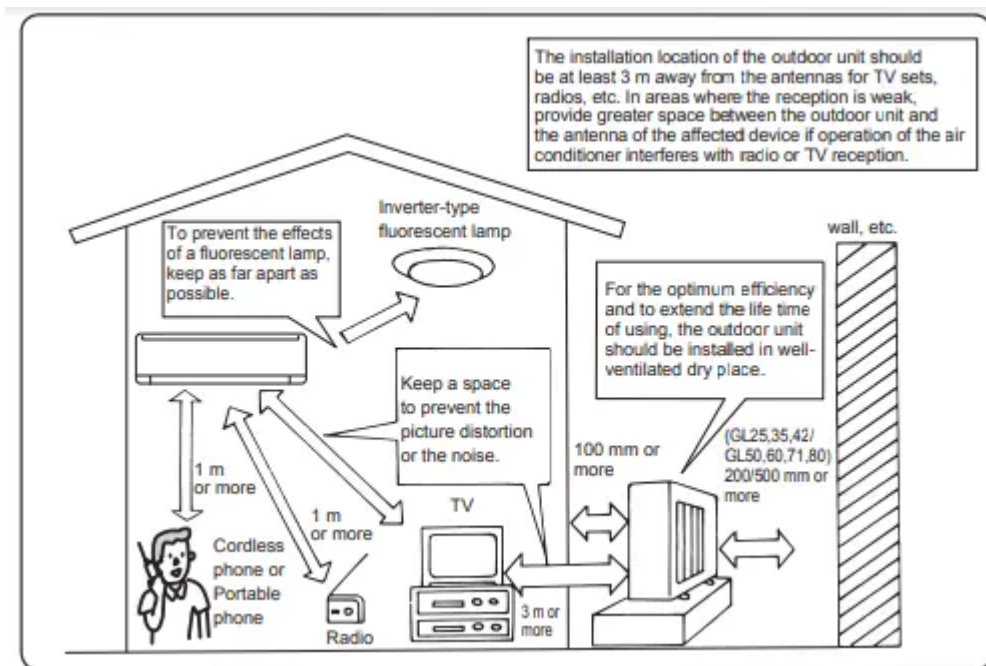 The installation location of the outdoor unit should
be at least 3 m away from the antennas for TV sets,
radios, etc. In areas where the reception is weak,
provide greater space between the outdoor unit and
the antenna of the affected device if operation of the air
conditioner interferes with radio or TV reception.
Inverter-type
fluorescent lamp
wall, etc.
To prevent the effects
of a fluorescent lamp,
keep as far apart as
possible.
For the optimum efficiency
and to extend the life time
of using, the outdoor unit
should be installed in well-
ventilated dry place.
Keep a space
to prevent the
picture distortion
or the noise.
100 mm or
more
(GL25,35,42/
GL50,60,71,80)
200/500 mm or
more
1 m
or more
1 m
or more
TV
Cordless
phone or
Portable
phone
Radio
3 m or
more